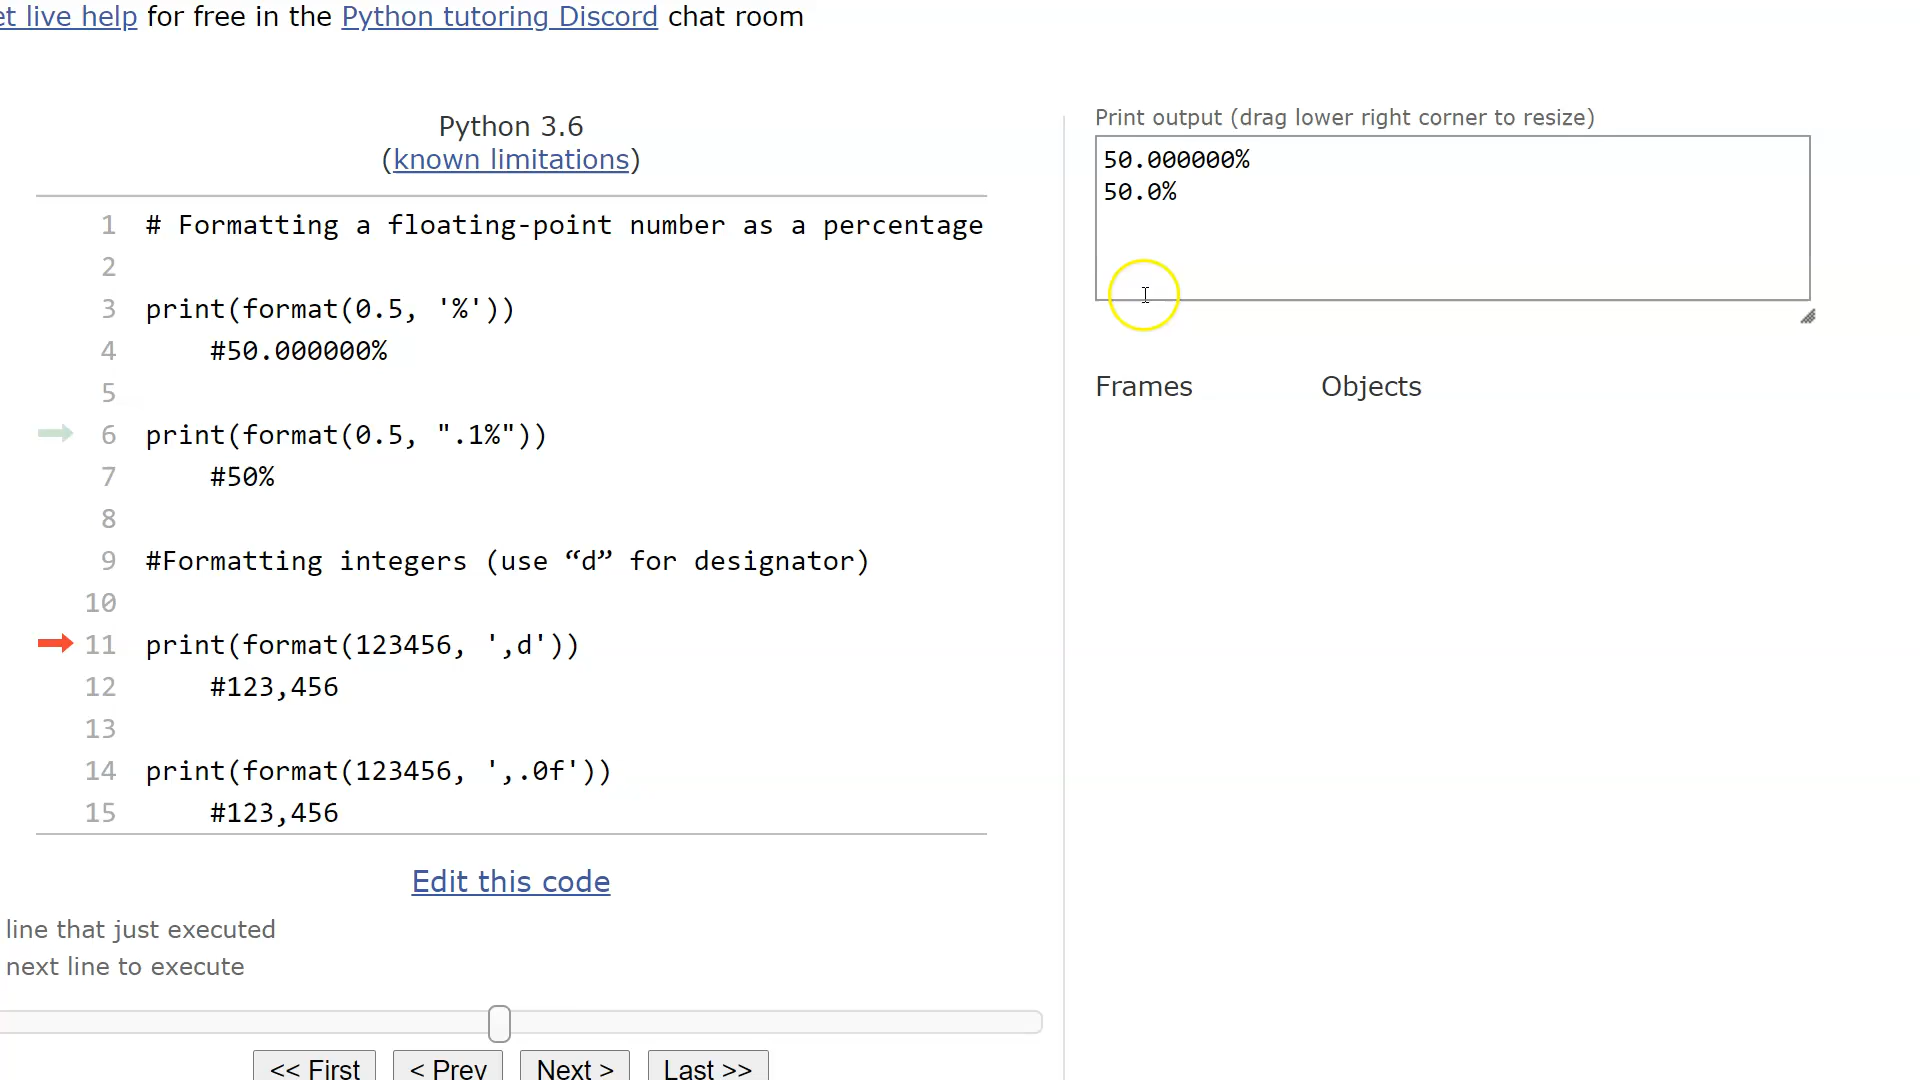 et live help for free in the Python tutoring Discord chat room
Python 3.6
(known limitations)
1 # Formatting a floating-point number as a percentage
2
3 print(format(0.5, '%'))
4 #50.000000%
5
6 print(format(0.5, ".1%"))
7 #50%
8
9 #Formatting integers (use “d” for designator)
10
11 print(format(123456, ',d'))
12 #123,456
13
14 print(format(123456, ',.0f'))
15 #123,456
Edit this code
line that just executed
next line to execute
<< First < Prev Next > Last >>
Print output (drag lower right corner to resize)
50.000000%
50.0%
Frames Objects